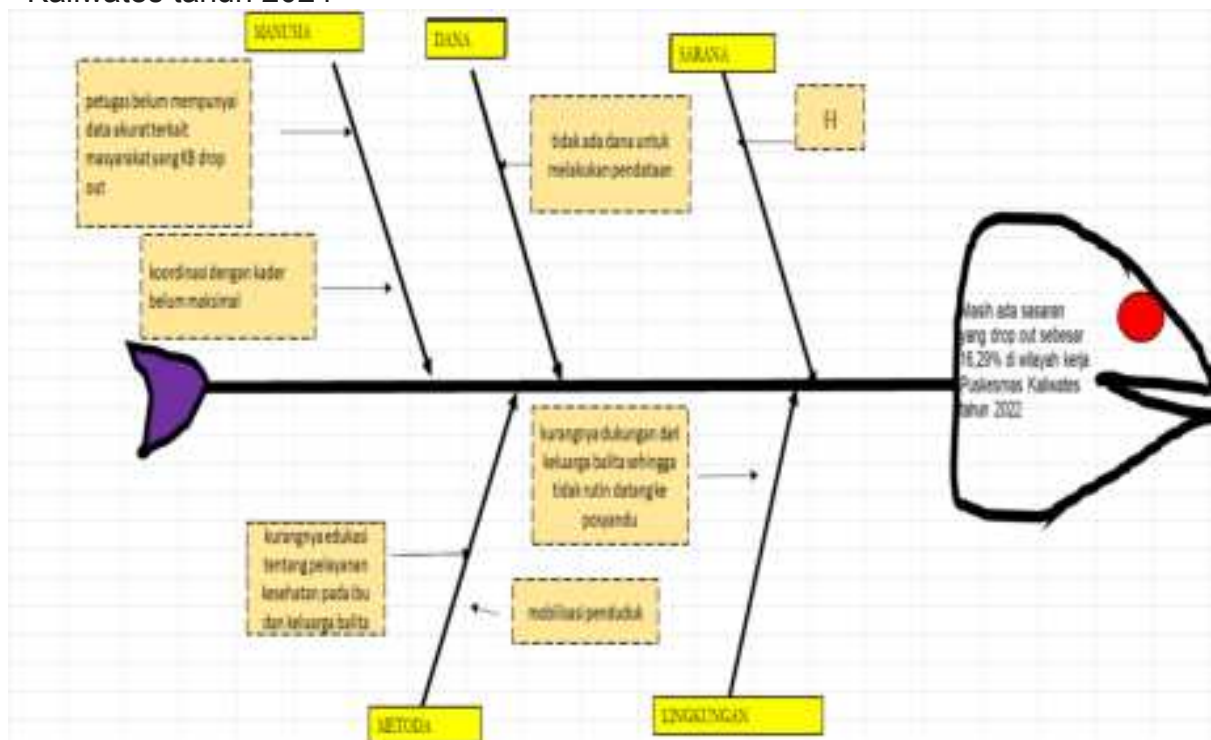 Kaliwates tahun 2024
MANUSIA
DANA
SARANA
petugas belum mempunyai
data akurat terkait
masyarakat yang KB drop
out
tidak ada dana untuk
melakukan pendataan
H
koordinasi dengan kader
belum maksimal
Masih ada sasaran
yang drop out sebesar
16,29% di wilayah kerja
Puskesmas Kaliwates
tahun 2022
kurangnya dukungan dari
keluarga balita sehingga
tidak rutin datang ke
posyandu
kurangnya edukasi
tentang pelayanan
kesehatan pada ibu
dan keluarga balita
mobilisasi penduduk
METODA
LINGKUNGAN